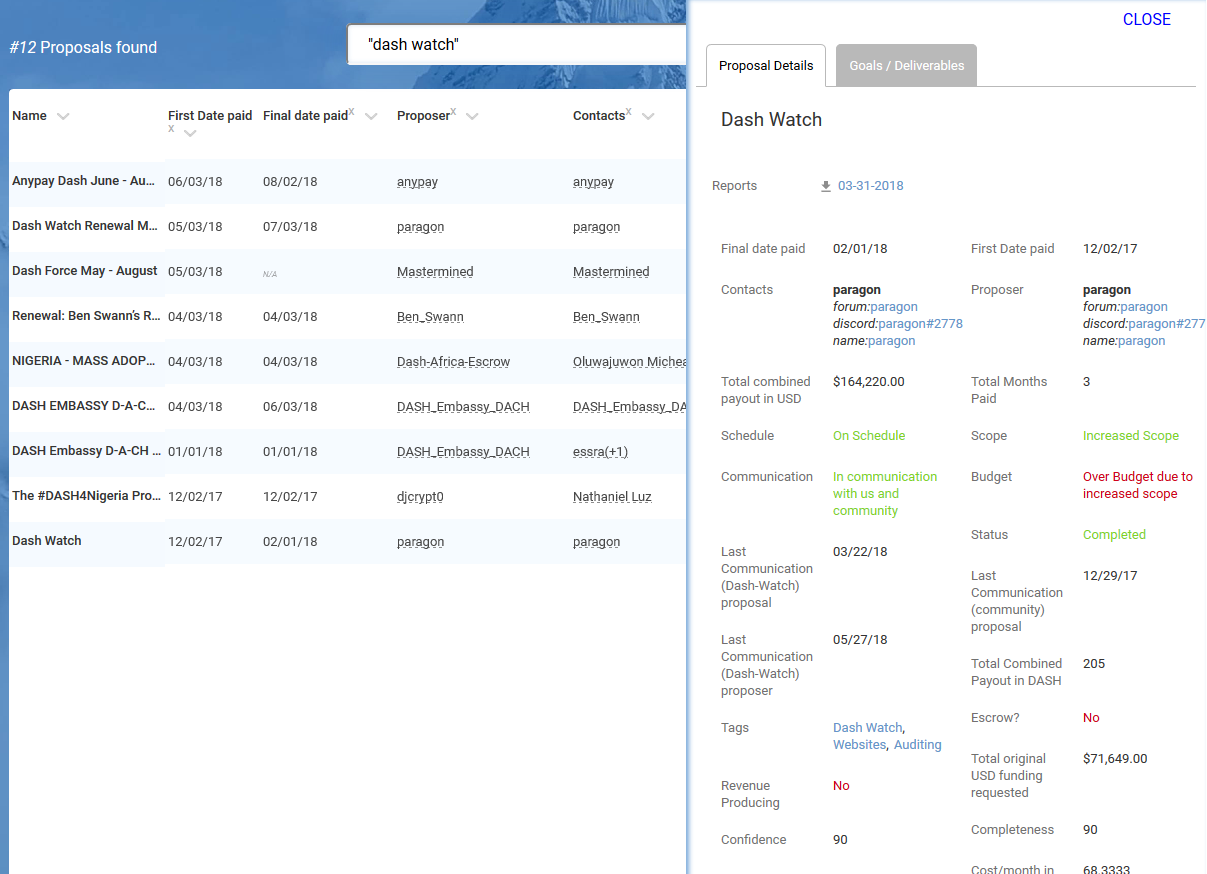 #12 Proposals found
"dash watch"
Name
First Date paid x
Final date paid x
Proposer x
Contacts x
Anypay Dash June - Au... 06/03/18 08/02/18 anypay anypay
Dash Watch Renewal M... 05/03/18 07/03/18 paragon paragon
Dash Force May - August 05/03/18 N/A Mastermined Mastermined
Renewal: Ben Swann's R... 04/03/18 04/03/18 Ben_Swann Ben_Swann
NIGERIA - MASS ADOP... 04/03/18 04/03/18 Dash-Africa-Escrow Oluwajuwon Michea
DASH EMBASSY D-A-C... 04/03/18 06/03/18 DASH_Embassy_DACH DASH_Embassy_DA
DASH Embassy D-A-CH ... 01/01/18 01/01/18 DASH_Embassy_DACH essra(+1)
The #DASH4Nigeria Pro... 12/02/17 12/02/17 djcrypt0 Nathaniel Luz
Dash Watch 12/02/17 02/01/18 paragon paragon
CLOSE
Proposal Details
Goals / Deliverables
Dash Watch
Reports 03-31-2018
Final date paid 02/01/18
First Date paid 12/02/17
Contacts
paragon
forum:paragon
discord:paragon#2778
name:paragon
Proposer
paragon
forum:paragon
discord:paragon#277
name:paragon
Total combined
payout in USD
$164,220.00
Total Months
Paid
3
Schedule On Schedule
Scope Increased Scope
Communication
In communication
with us and
community
Budget
Over Budget due to
increased scope
Status Completed
Last
Communication
(Dash-Watch)
proposal
03/22/18
Last
Communication
(community)
proposal
12/29/17
Last
Communication
(Dash-Watch)
proposer
05/27/18
Total Combined
Payout in DASH
205
Tags
Dash Watch,
Websites, Auditing
Escrow? No
Total original
USD funding
requested
$71,649.00
Revenue
Producing
No
Completeness 90
Confidence 90
Cost/month in 68.3333